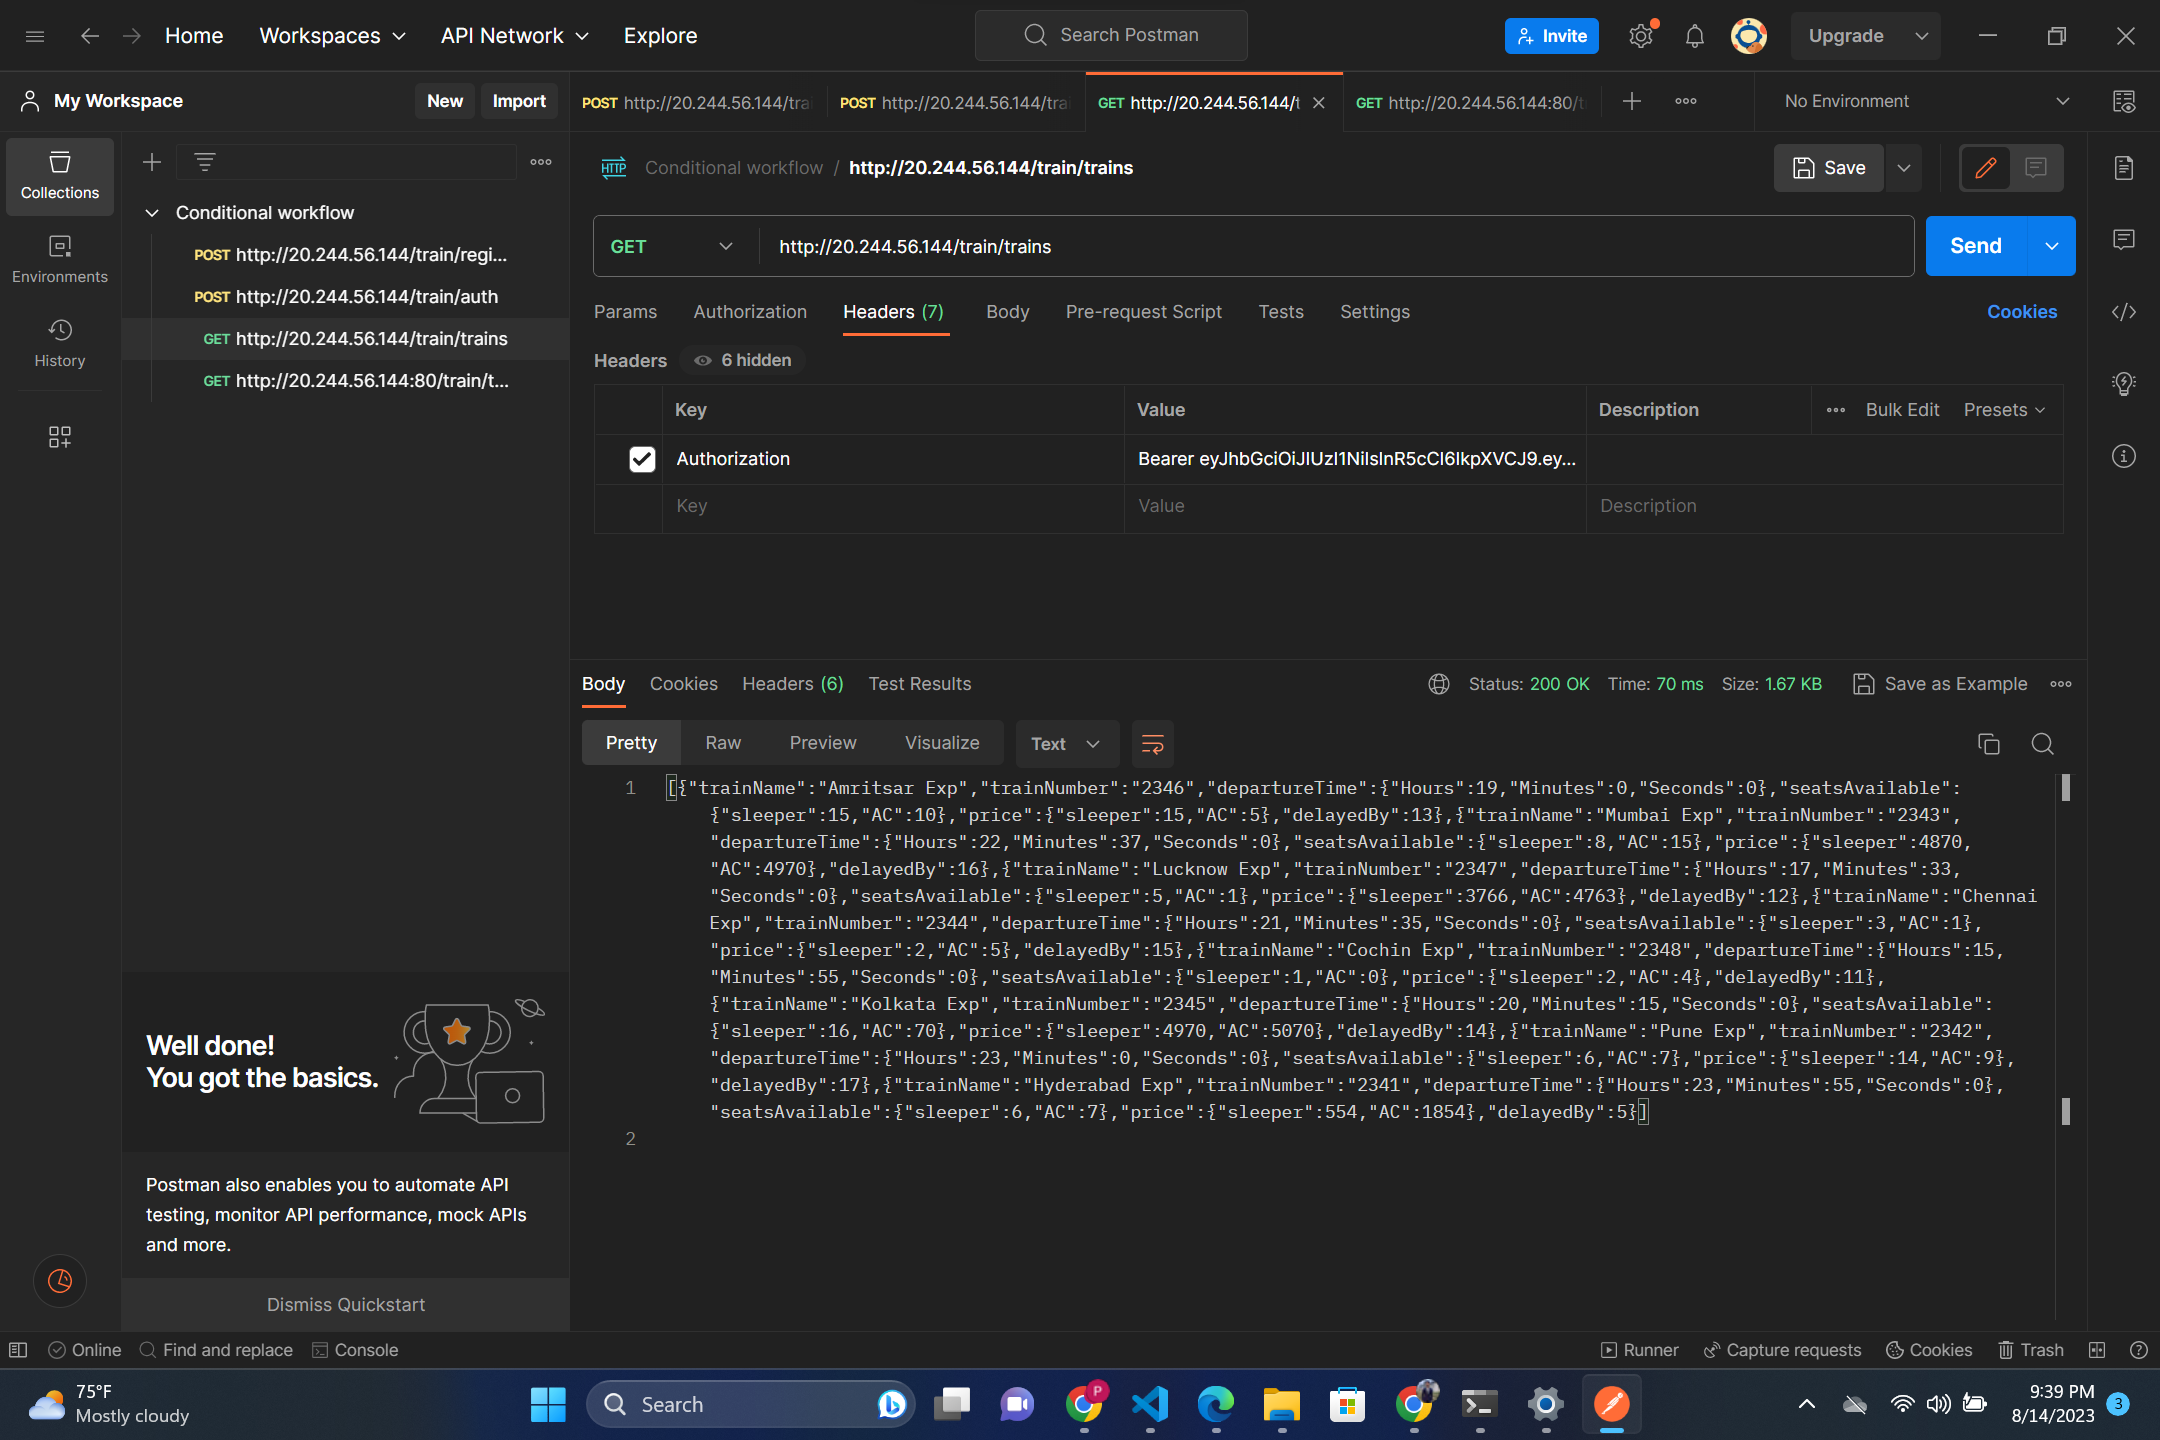 Home Workspaces API Network Explore
Search Postman
Invite
Upgrade
My Workspace New Import
POST http://20.244.56.144/trai POST http://20.244.56.144/tra GET http://20.244.56.144/t GET http://20.244.56.144:80/t No Environment
Collections
Environments
History
Conditional workflow
POST http://20.244.56.144/train/regi...
POST http://20.244.56.144/train/auth
GET http://20.244.56.144/train/trains
GET http://20.244.56.144:80/train/t...
HTTP Conditional workflow / http://20.244.56.144/train/trains Save
GET http://20.244.56.144/train/trains Send
Params Authorization Headers (7) Body Pre-request Script Tests Settings Cookies
Headers 6 hidden
Key Value Description Bulk Edit Presets
Authorization Bearer eyJhbGciOiJIUzI1NiIsInR5cCI6IkpXVCJ9.ey...
Key Value Description
Body Cookies Headers (6) Test Results Status: 200 OK Time: 70 ms Size: 1.67 KB Save as Example
Pretty Raw Preview Visualize Text
1 [{"trainName":"Amritsar Exp","trainNumber":"2346","departureTime":{"Hours":19,"Minutes":0,"Seconds":0},"seatsAvailable":
{"sleeper":15,"AC":10},"price":{"sleeper":15,"AC":5},"delayedBy":13},{"trainName":"Mumbai Exp","trainNumber":"2343",
"departureTime":{"Hours":22,"Minutes":37,"Seconds":0},"seatsAvailable":{"sleeper":8,"AC":15},"price":{"sleeper":4870,
"AC":4970},"delayedBy":16},{"trainName":"Lucknow Exp","trainNumber":"2347","departureTime":{"Hours":17,"Minutes":33,
"Seconds":0},"seatsAvailable":{"sleeper":5,"AC":1},"price":{"sleeper":3766,"AC":4763},"delayedBy":12},{"trainName":"Chennai
Exp","trainNumber":"2344","departureTime":{"Hours":21,"Minutes":35,"Seconds":0},"seatsAvailable":{"sleeper":3,"AC":1},
"price":{"sleeper":2,"AC":5},"delayedBy":15},{"trainName":"Cochin Exp","trainNumber":"2348","departureTime":{"Hours":15,
"Minutes":55,"Seconds":0},"seatsAvailable":{"sleeper":1,"AC":0},"price":{"sleeper":2,"AC":4},"delayedBy":11},
{"trainName":"Kolkata Exp","trainNumber":"2345","departureTime":{"Hours":20,"Minutes":15,"Seconds":0},"seatsAvailable":
{"sleeper":16,"AC":70},"price":{"sleeper":4970,"AC":5070},"delayedBy":14},{"trainName":"Pune Exp","trainNumber":"2342",
"departureTime":{"Hours":23,"Minutes":0,"Seconds":0},"seatsAvailable":{"sleeper":6,"AC":7},"price":{"sleeper":14,"AC":9},
"delayedBy":17},{"trainName":"Hyderabad Exp","trainNumber":"2341","departureTime":{"Hours":23,"Minutes":55,"Seconds":0},
"seatsAvailable":{"sleeper":6,"AC":7},"price":{"sleeper":554,"AC":1854},"delayedBy":5}]
2
Well done!
You got the basics.
Postman also enables you to automate API
testing, monitor API performance, mock APIs
and more.
Dismiss Quickstart
Online Find and replace Console Runner Capture requests Cookies Trash
75°F
Mostly cloudy
Search
P
9:39 PM
8/14/2023
3